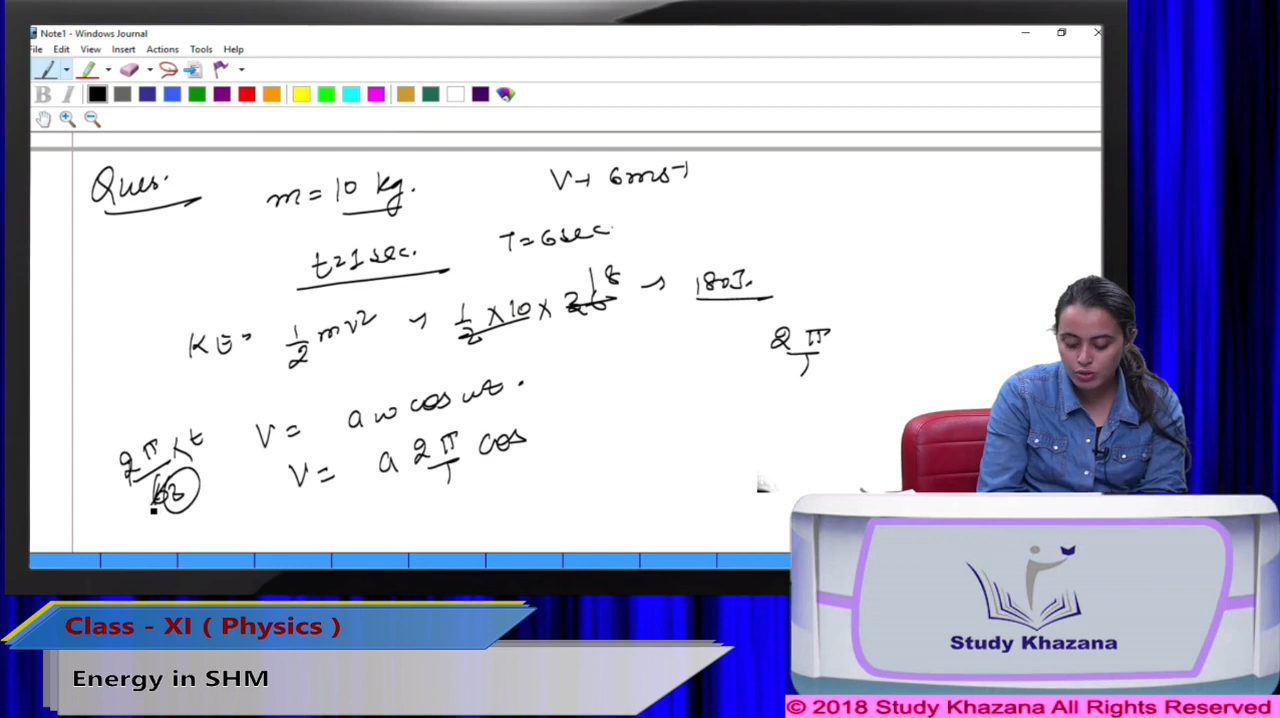 Note1 - Windows Journal
File Edit View Insert Actions Tools Help
B I
Ques. m = 10 kg. V → 6ms⁻¹
t = 1 sec. T = 6 sec.
KE = 1/2 mv² → 1/2 × 10 × 36 18 → 180J.
2π/T
V = a ω cos ωt.
2π/63 × t
V = a 2π/T cos
Study Khazana
Class - XI ( Physics )
Energy in SHM
© 2018 Study Khazana All Rights Reserved